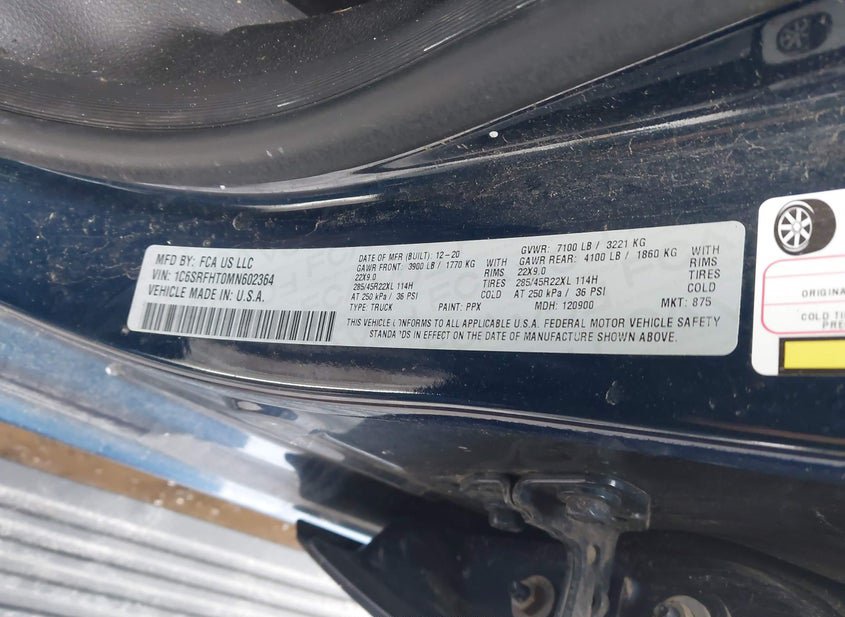 MFD BY: FCA US LLC
VIN: 1C6SRFHT0MN602364
VEHICLE MADE IN: U.S.A.
DATE OF MFR (BUILT): 12-20
GVWR: 7100 LB / 3221 KG
GAWR FRONT: 3900 LB / 1770 KG WITH
GAWR REAR: 4100 LB / 1860 KG WITH
22X9.0 RIMS
22X9.0 RIMS
285/45R22XL 114H TIRES
285/45R22XL 114H TIRES
AT 250 kPa / 36 PSI COLD
AT 250 kPa / 36 PSI COLD
TYPE: TRUCK PAINT: PPX MDH: 120900 MKT: 875
THIS VEHICLE CONFORMS TO ALL APPLICABLE U.S.A. FEDERAL MOTOR VEHICLE SAFETY
STANDARDS IN EFFECT ON THE DATE OF MANUFACTURE SHOWN ABOVE.
ORIGINA
COLD TI
PRE